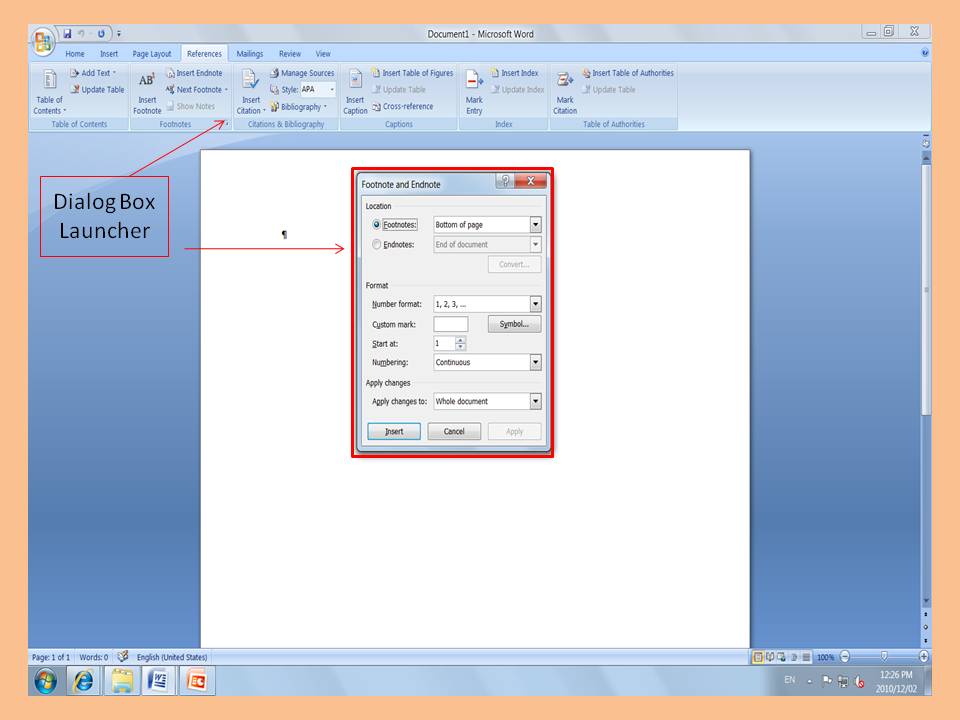 Document1 - Microsoft Word
Home Insert Page Layout References Mailings Review View
Table of Contents
Add Text
Update Table
Table of Contents
AB¹
Insert Footnote
Insert Endnote
Next Footnote
Show Notes
Footnotes
Insert Citation
Manage Sources
Style: APA
Bibliography
Citations & Bibliography
Insert Caption
Insert Table of Figures
Update Table
Cross-reference
Captions
Mark Entry
Insert Index
Update Index
Index
Mark Citation
Insert Table of Authorities
Update Table
Table of Authorities
Dialog Box
Launcher
¶
Footnote and Endnote
Location
Footnotes: Bottom of page
Endnotes: End of document
Convert...
Format
Number format: 1, 2, 3, ...
Custom mark: Symbol...
Start at: 1
Numbering: Continuous
Apply changes
Apply changes to: Whole document
Insert Cancel Apply
Page: 1 of 1 Words: 0 English (United States) 100%
EN 12:26 PM
2010/12/02